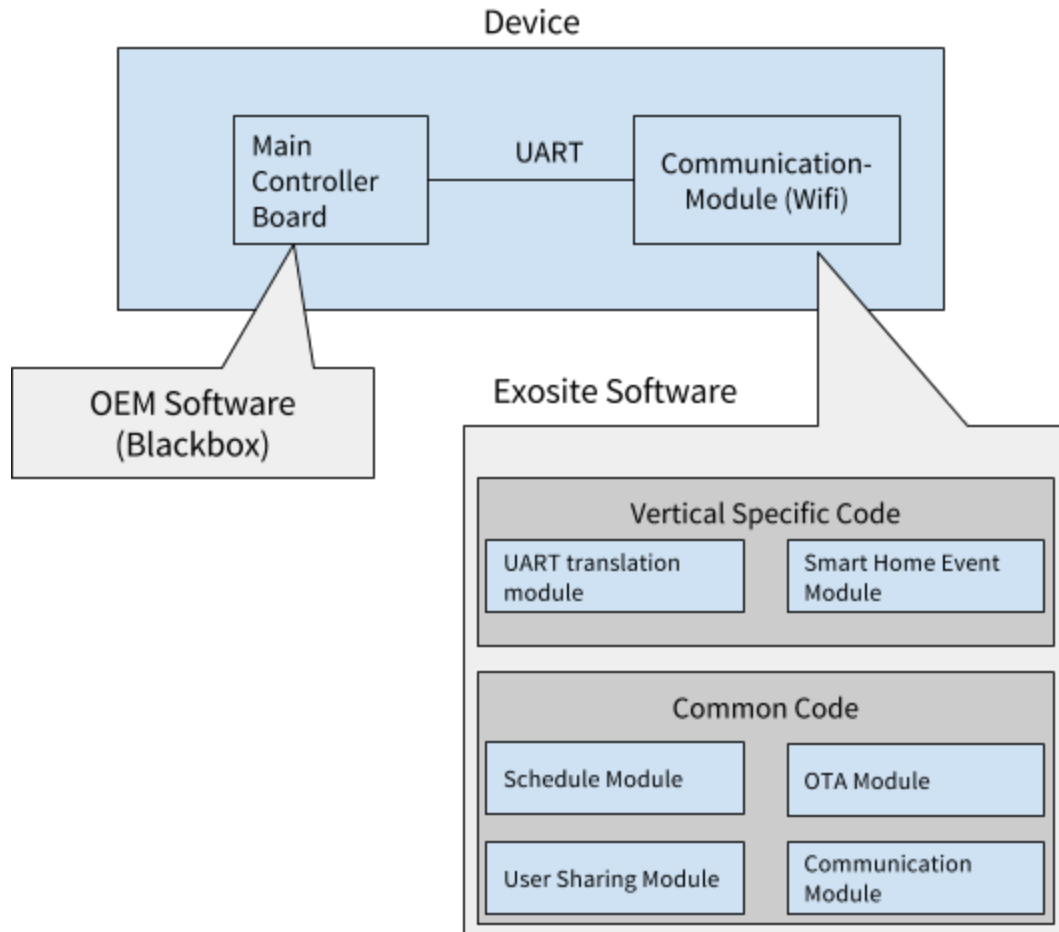 Device
Main
Controller
Board
UART
Communication-
Module (Wifi)
OEM Software
(Blackbox)
Exosite Software
Vertical Specific Code
UART translation
module
Smart Home Event
Module
Common Code
Schedule Module
OTA Module
User Sharing Module
Communication
Module